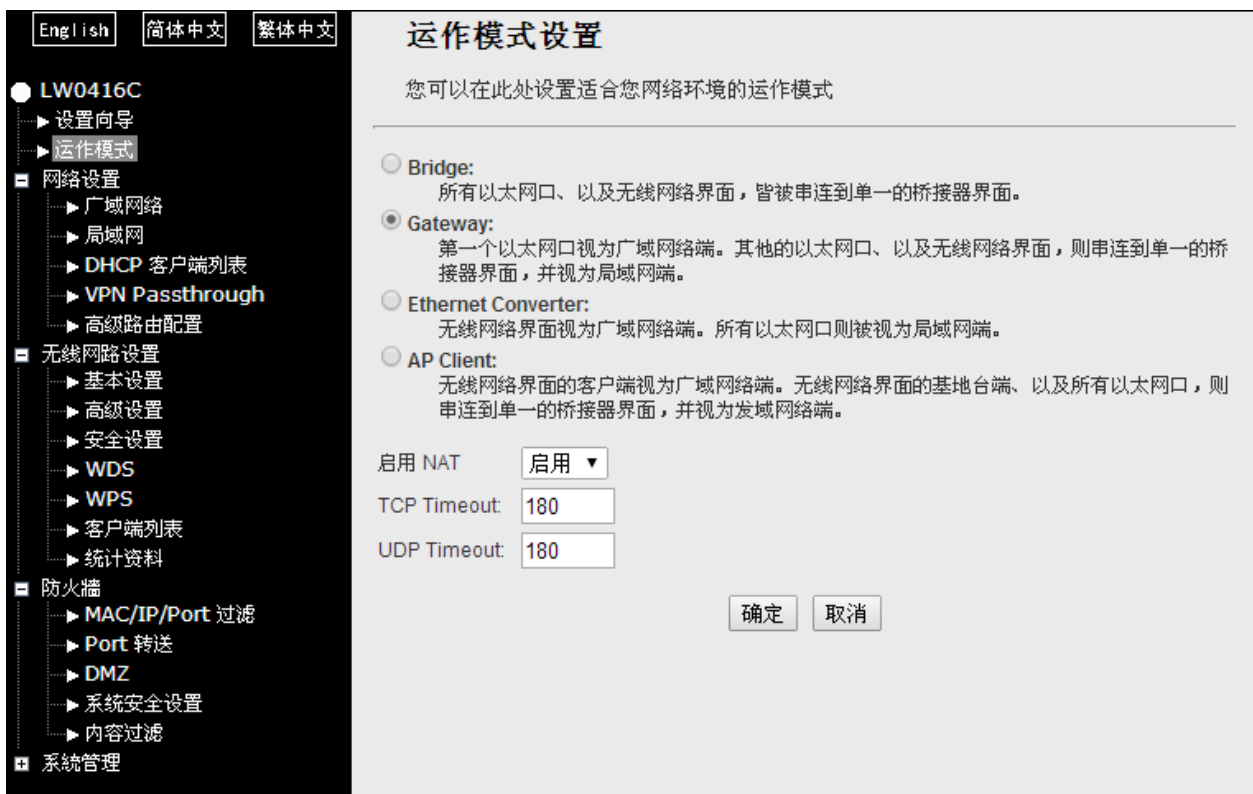 English 简体中文 繁体中文
LW0416C
设置向导
运作模式
网络设置
广域网络
局域网
DHCP 客户端列表
VPN Passthrough
高级路由配置
无线网路设置
基本设置
高级设置
安全设置
WDS
WPS
客户端列表
统计资料
防火牆
MAC/IP/Port 过滤
Port 转送
DMZ
系统安全设置
内容过滤
系统管理
运作模式设置
您可以在此处设置适合您网络环境的运作模式
Bridge:
所有以太网口、以及无线网络界面，皆被串连到单一的桥接器界面。
Gateway:
第一个以太网口视为广域网络端。其他的以太网口、以及无线网络界面，则串连到单一的桥
接器界面，并视为局域网端。
Ethernet Converter:
无线网络界面视为广域网络端。所有以太网口则被视为局域网端。
AP Client:
无线网络界面的客户端视为广域网络端。无线网络界面的基地台端、以及所有以太网口，则
串连到单一的桥接器界面，并视为发域网络端。
启用 NAT 启用
TCP Timeout: 180
UDP Timeout: 180
确定 取消